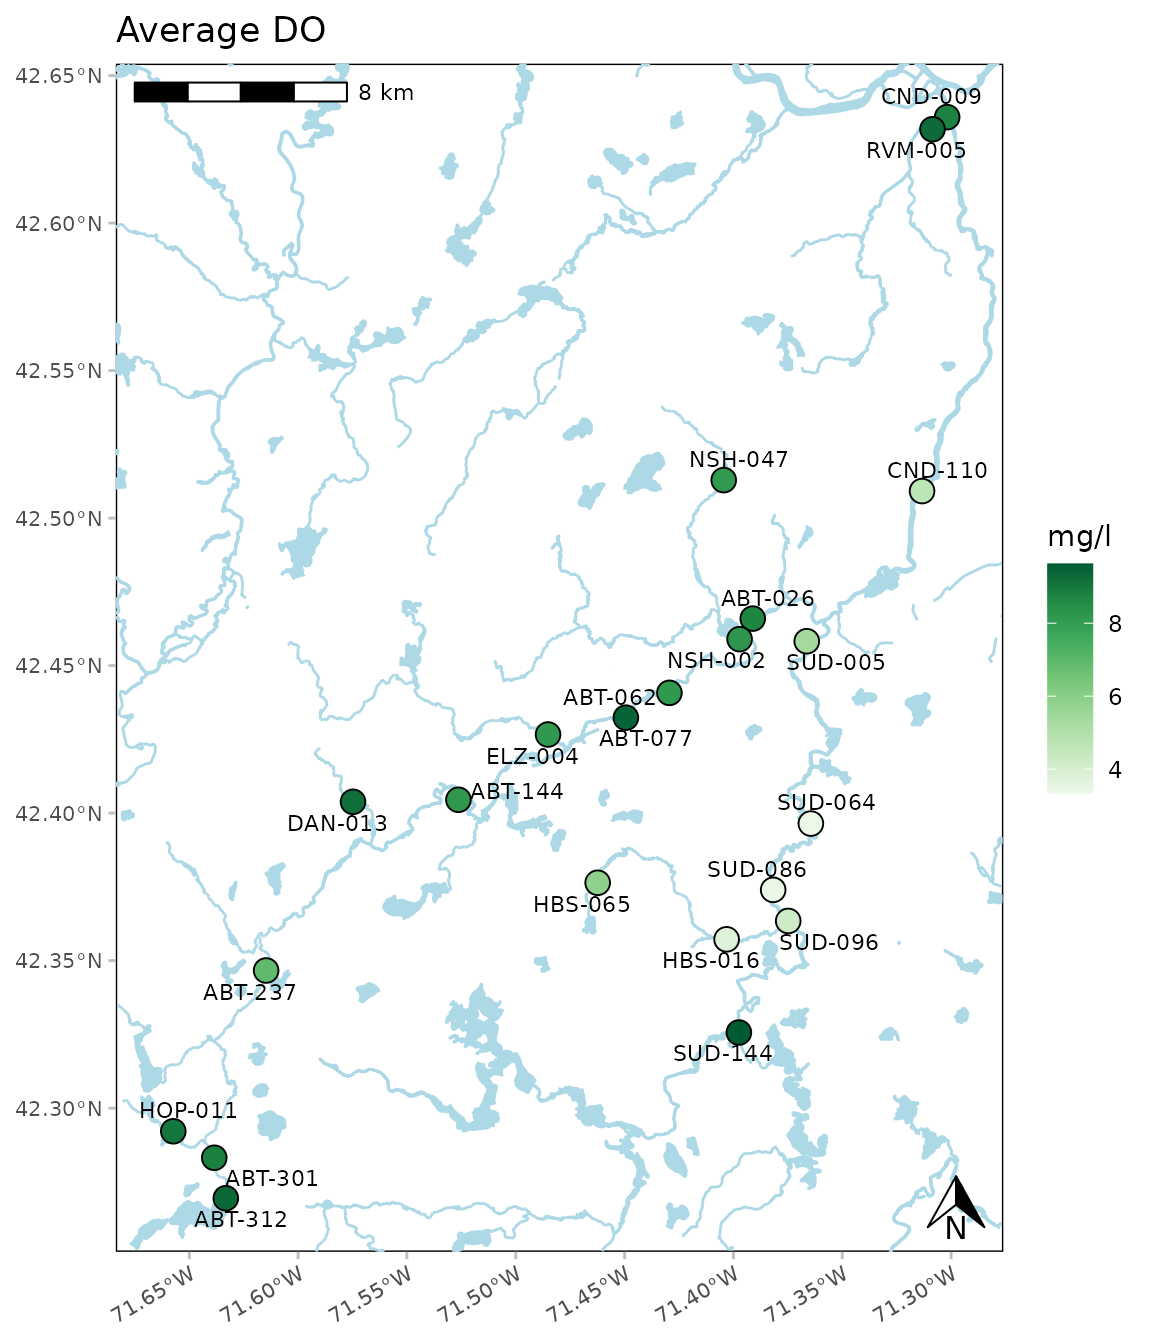 Average DO
42.65°N
42.60°N
42.55°N
42.50°N
42.45°N
42.40°N
42.35°N
42.30°N
8 km
CND-009
RVM-005
NSH-047
CND-110
ABT-026
NSH-002
SUD-005
ABT-062
ABT-077
ELZ-004
ABT-144
DAN-013
SUD-064
SUD-086
HBS-065
SUD-096
HBS-016
ABT-237
SUD-144
HOP-011
ABT-301
ABT-312
N
mg/l
8
6
4
71.65°W
71.60°W
71.55°W
71.50°W
71.45°W
71.40°W
71.35°W
71.30°W